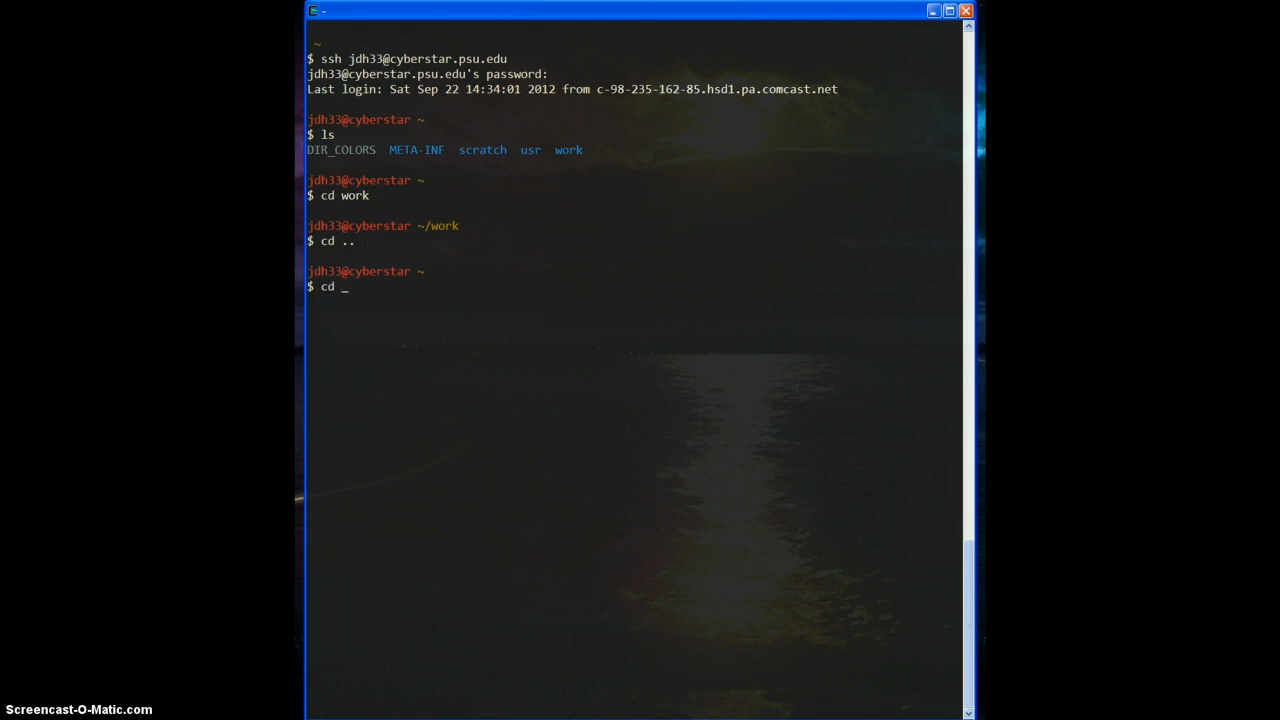 -
~
$ ssh jdh33@cyberstar.psu.edu
jdh33@cyberstar.psu.edu's password:
Last login: Sat Sep 22 14:34:01 2012 from c-98-235-162-85.hsd1.pa.comcast.net
jdh33@cyberstar ~
$ ls
DIR_COLORS META-INF scratch usr work
jdh33@cyberstar ~
$ cd work
jdh33@cyberstar ~/work
$ cd ..
jdh33@cyberstar ~
$ cd _
Screencast-O-Matic.com